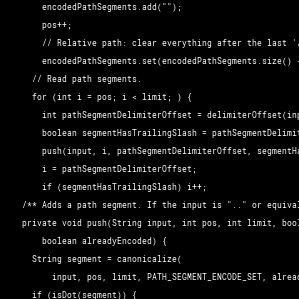 encodedPathSegments.add("");
pos++;
// Relative path: clear everything after the last '/
encodedPathSegments.set(encodedPathSegments.size() -
// Read path segments.
for (int i = pos; i < limit; ) {
int pathSegmentDelimiterOffset = delimiterOffset(inp
boolean segmentHasTrailingSlash = pathSegmentDelimit
push(input, i, pathSegmentDelimiterOffset, segmentHa
i = pathSegmentDelimiterOffset;
if (segmentHasTrailingSlash) i++;
/** Adds a path segment. If the input is ".." or equival
private void push(String input, int pos, int limit, bool
boolean alreadyEncoded) {
String segment = canonicalize(
input, pos, limit, PATH_SEGMENT_ENCODE_SET, alread
if (isDot(segment)) {